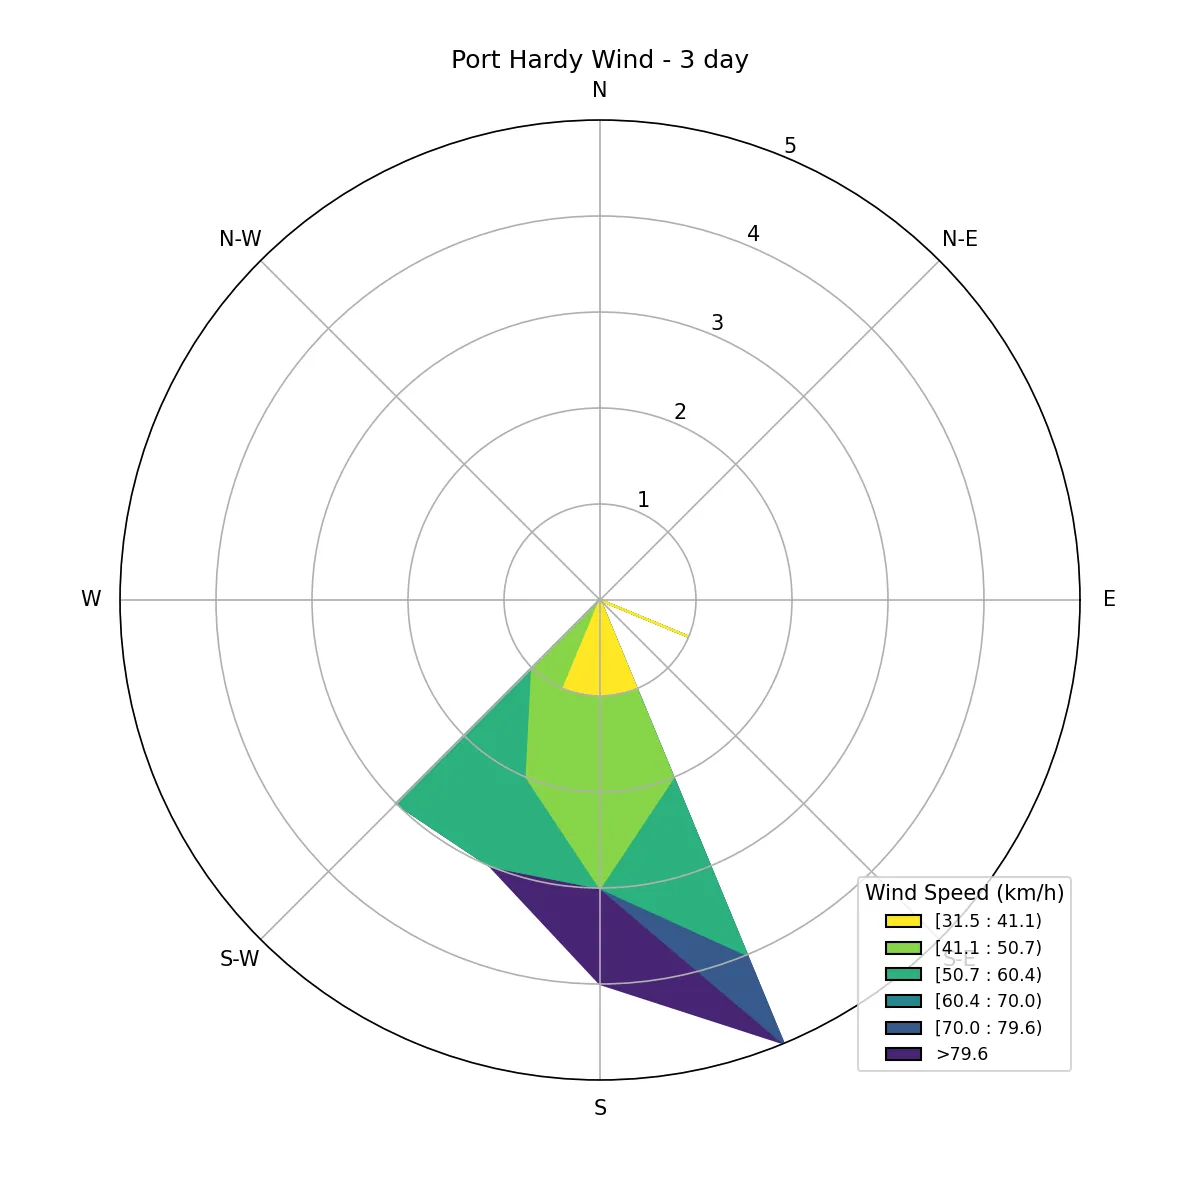 Port Hardy Wind - 3 day
N
5
N-W
4
N-E
3
2
1
W
E
Wind Speed (km/h)
[31.5 : 41.1)
[41.1 : 50.7)
S-W
S-E
[50.7 : 60.4)
[60.4 : 70.0)
[70.0 : 79.6)
>79.6
S